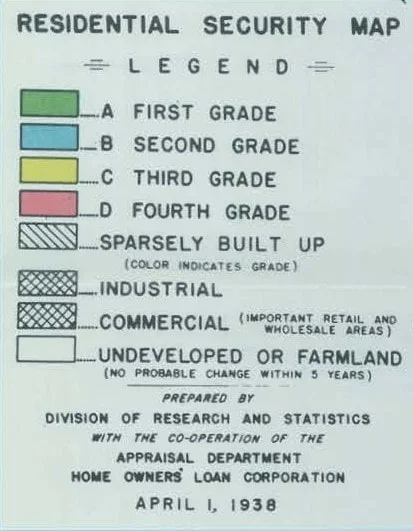 RESIDENTIAL SECURITY MAP
LEGEND
A FIRST GRADE
B SECOND GRADE
C THIRD GRADE
D FOURTH GRADE
SPARSELY BUILT UP
(COLOR INDICATES GRADE)
INDUSTRIAL
COMMERCIAL (IMPORTANT RETAIL AND
WHOLESALE AREAS)
UNDEVELOPED OR FARMLAND
(NO PROBABLE CHANGE WITHIN 5 YEARS)
PREPARED BY
DIVISION OF RESEARCH AND STATISTICS
WITH THE CO-OPERATION OF THE
APPRAISAL DEPARTMENT
HOME OWNERS' LOAN CORPORATION
APRIL 1, 1938